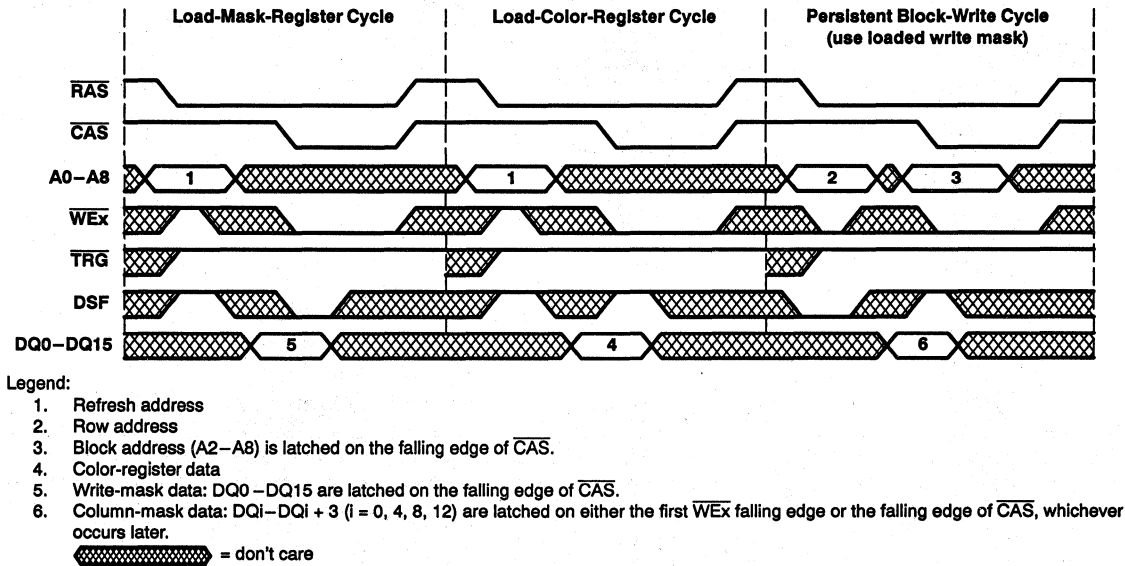 Load-Mask-Register Cycle
Load-Color-Register Cycle
Persistent Block-Write Cycle
(use loaded write mask)
RAS
CAS
A0–A8
1
1
2
3
WEx
TRG
DSF
DQ0–DQ15
5
4
6
Legend:
1. Refresh address
2. Row address
3. Block address (A2–A8) is latched on the falling edge of CAS.
4. Color-register data
5. Write-mask data: DQ0–DQ15 are latched on the falling edge of CAS.
6. Column-mask data: DQi–DQi + 3 (i = 0, 4, 8, 12) are latched on either the first WEx falling edge or the falling edge of CAS, whichever
occurs later.
= don't care